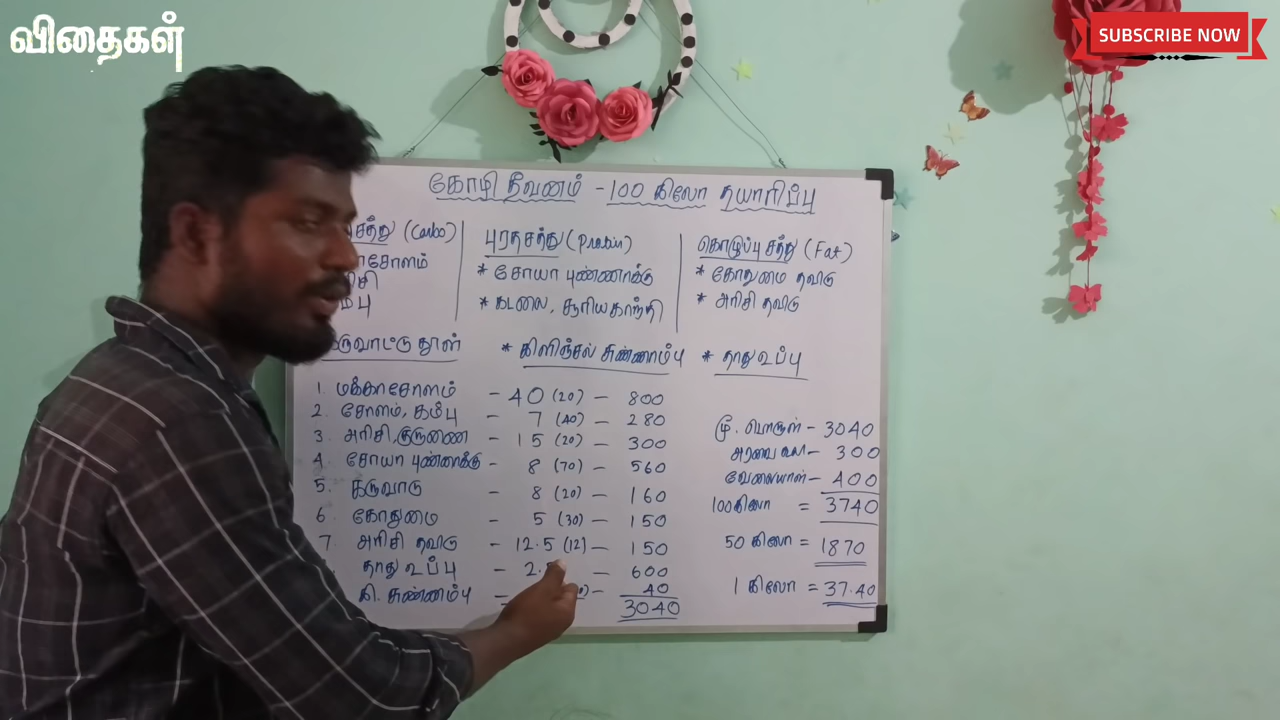 விதைகள்
SUBSCRIBE NOW
கோழி தீவனம் - 100 கிலோ தயாரிப்பு
சத்து (Carbo)
புரதசத்து (Protein)
* சோயா புண்ணாக்கு
* கடலை, சூரியகாந்தி
கொழுப்பு சத்து (Fat)
* கோதுமை தவிடு
* அரிசி தவிடு
கருவாட்டு தூள் * கிளிஞ்சல் சுண்ணாம்பு * தாது உப்பு
1. மக்காசோளம் - 40 (20) - 800
2. சோளம், கம்பு - 7 (40) - 280
3. அரிசி, குருணை - 15 (20) - 300
4. சோயா புண்ணாக்கு - 8 (70) - 560
5. கருவாடு - 8 (20) - 160
6 கோதுமை - 5 (30) - 150
7 அரிசி தவிடு - 12.5 (12) - 150
தாது உப்பு - 2. - 600
கி. சுண்ணம்பு - - 40
3040
மூ. பொருள் - 3040
அரவை கூலி - 300
வேலையாள் - 400
100 கிலோ = 3740
50 கிலோ = 1870
1 கிலோ = 37.40